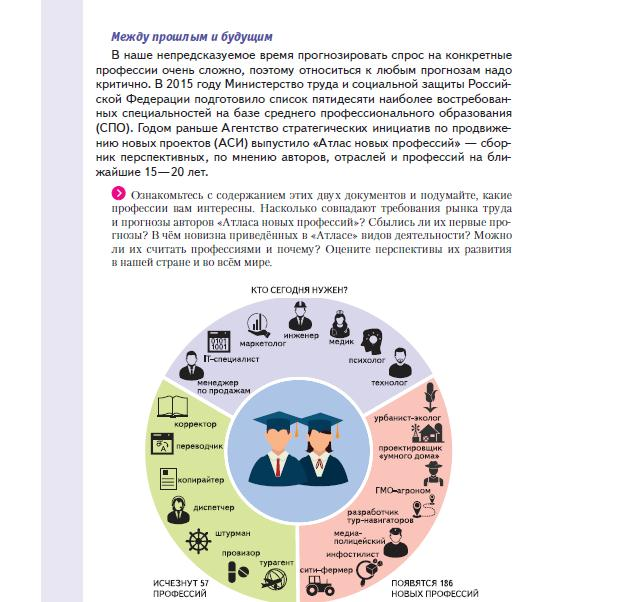 Между прошлым и будущим
В наше непредсказуемое время прогнозировать спрос на конкретные
профессии очень сложно, поэтому относиться к любым прогнозам надо
критично. В 2015 году Министерство труда и социальной защиты Россий-
ской Федерации подготовило список пятидесяти наиболее востребован-
ных специальностей на базе среднего профессионального образования
(СПО). Годом раньше Агентство стратегических инициатив по продвиже-
нию новых проектов (АСИ) выпустило «Атлас новых профессий» — сбор-
ник перспективных, по мнению авторов, отраслей и профессий на бли-
жайшие 15—20 лет.
Ознакомьтесь с содержанием этих двух документов и подумайте, какие
профессии вам интересны. Насколько совпадают требования рынка труда
и прогнозы авторов «Атласа новых профессий»? Сбылись ли их первые про-
гнозы? В чём новизна приведённых в «Атласе» видов деятельности? Можно
ли их считать профессиями и почему? Оцените перспективы их развития
в нашей стране и во всём мире.
КТО СЕГОДНЯ НУЖЕН?
менеджер
по продажам
IT-специалист
0101
1001
маркетолог
инженер
медик
психолог
технолог
корректор
переводчик
копирайтер
диспетчер
штурман
провизор
турагент
урбанист-эколог
проектировщик
«умного дома»
ГМО-агроном
разработчик
тур-навигаторов
медиа-
полицейский
инфостилист
сити-фермер
ИСЧЕЗНУТ 57
ПРОФЕССИЙ
ПОЯВЯТСЯ 186
НОВЫХ ПРОФЕССИЙ